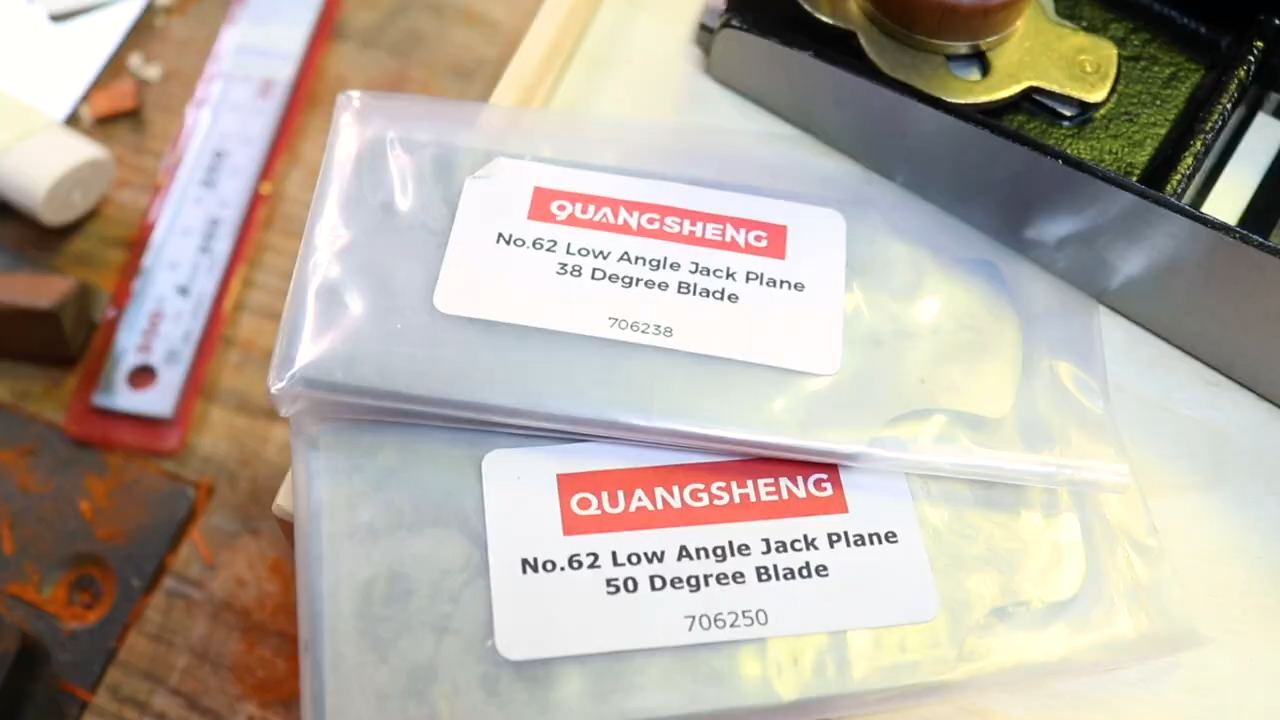 QUANGSHENG
No.62 Low Angle Jack Plane
38 Degree Blade
706238
QUANGSHENG
No.62 Low Angle Jack Plane
50 Degree Blade
706250